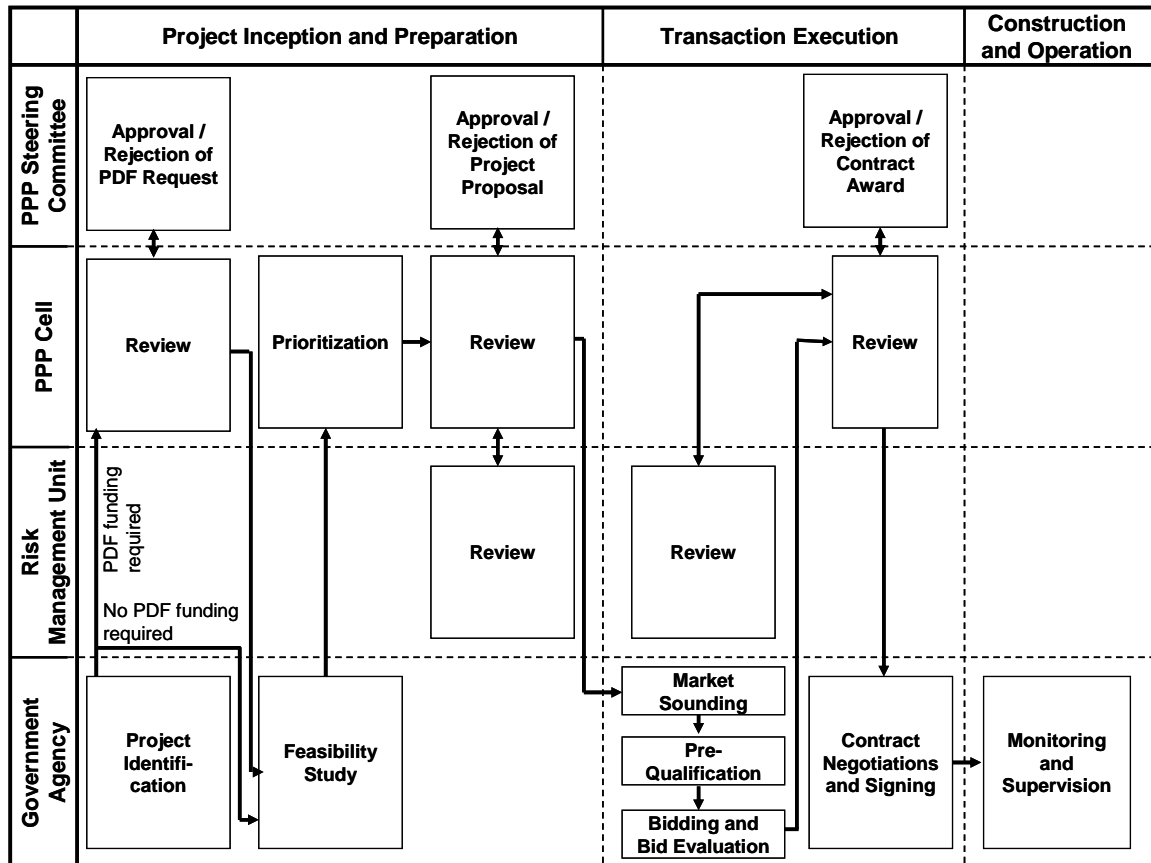 Project Inception and Preparation
Transaction Execution
Construction
and Operation
PPP Steering
Committee
Approval /
Rejection of
PDF Request
Approval /
Rejection of
Project
Proposal
Approval /
Rejection of
Contract
Award
PPP Cell
Review
Prioritization
Review
Review
Risk
Management Unit
PDF funding
required
No PDF funding
required
Review
Review
Government
Agency
Project
Identifi-
cation
Feasibility
Study
Market
Sounding
Pre-
Qualification
Bidding and
Bid Evaluation
Contract
Negotiations
and Signing
Monitoring
and
Supervision